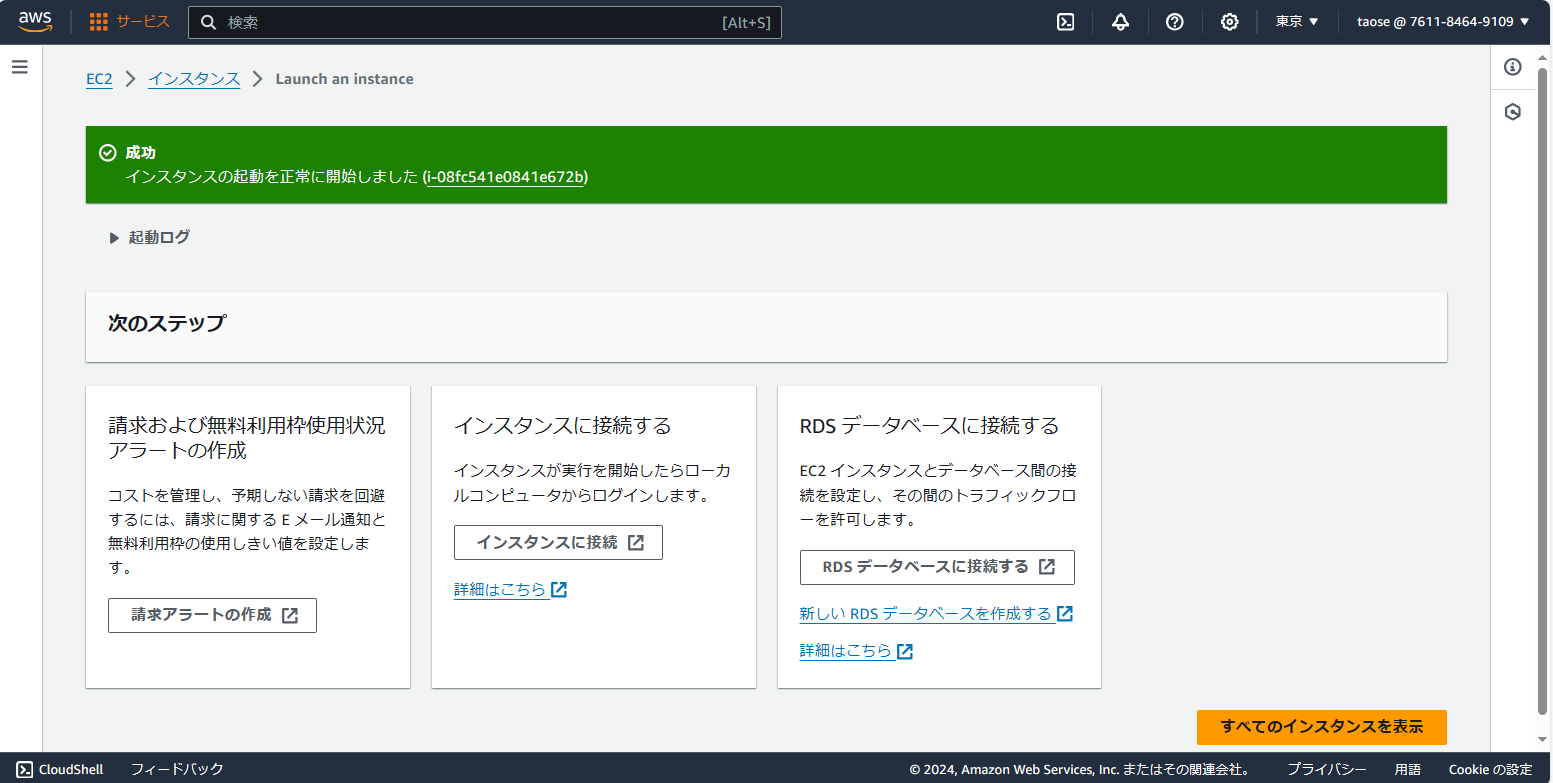 aws
サービス
検索
[Alt+S]
東京 ▼
taose @ 7611-8464-9109 ▼
EC2 > インスタンス > Launch an instance
成功
インスタンスの起動を正常に開始しました (i-08fc541e0841e672b)
▶ 起動ログ
次のステップ
請求および無料利用枠使用状況
アラートの作成
コストを管理し、予期しない請求を回避
するには、請求に関する E メール通知と
無料利用枠の使用しきい値を設定しま
す。
請求アラートの作成
インスタンスに接続する
インスタンスが実行を開始したらローカ
ルコンピュータからログインします。
インスタンスに接続
詳細はこちら
RDS データベースに接続する
EC2 インスタンスとデータベース間の接
続を設定し、その間のトラフィックフロ
ーを許可します。
RDS データベースに接続する
新しい RDS データベースを作成する
詳細はこちら
すべてのインスタンスを表示
CloudShell
フィードバック
© 2024, Amazon Web Services, Inc. またはその関連会社。
プライバシー
用語
Cookie の設定